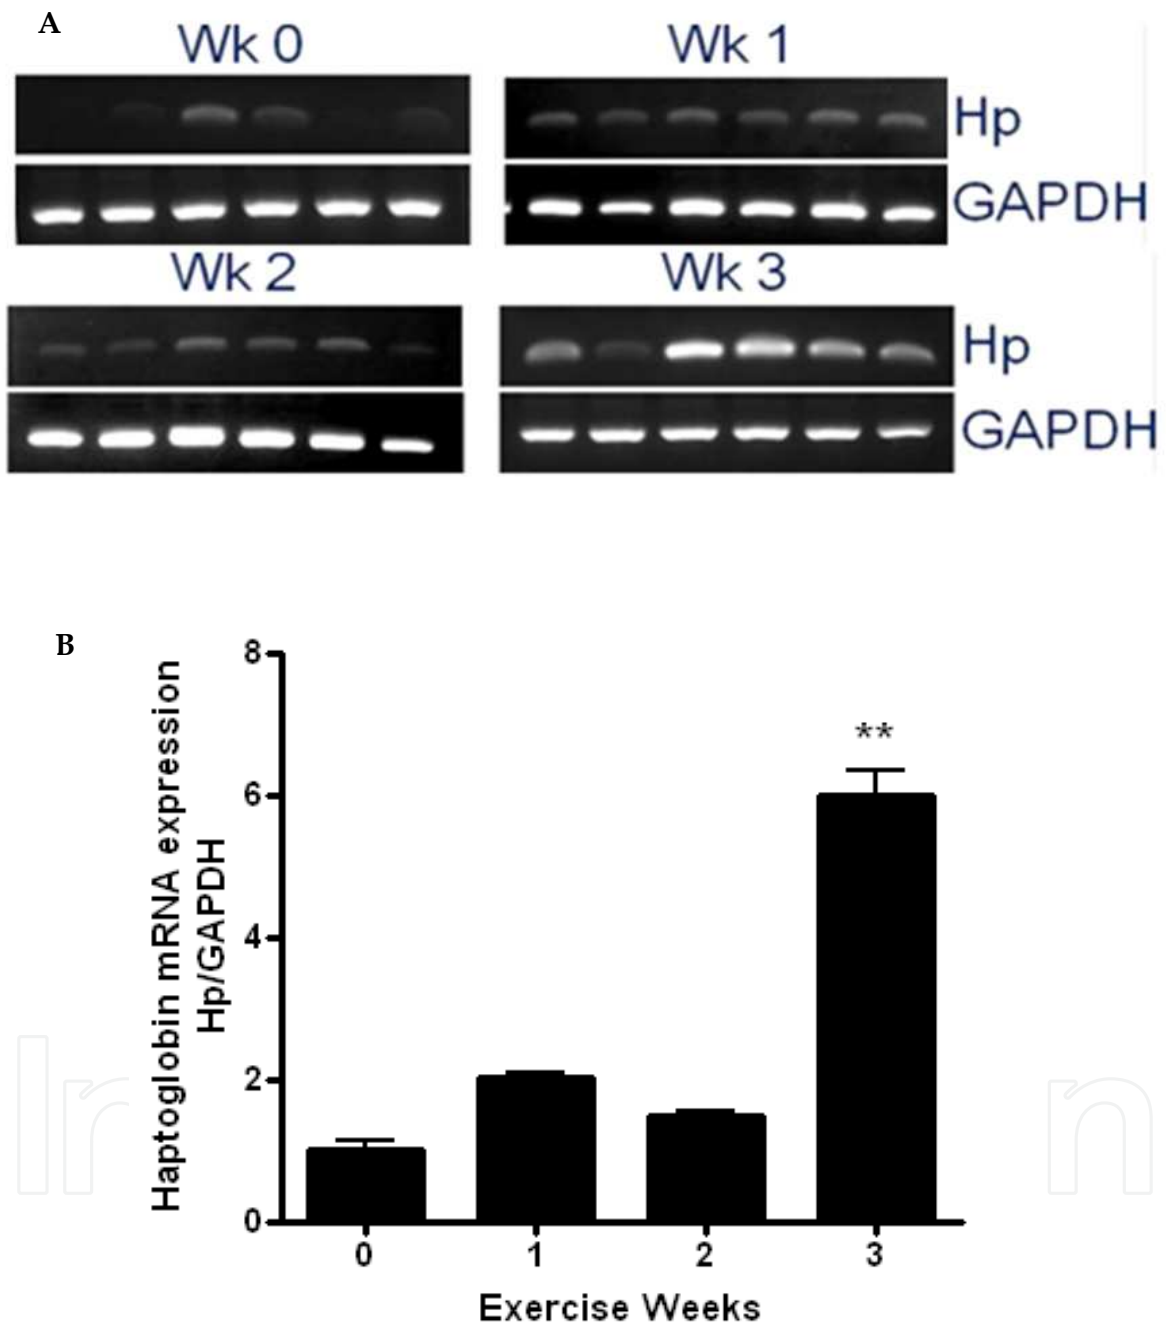 A
Wk 0
Wk 1
Hp
GAPDH
Wk 2
Wk 3
Hp
GAPDH
B
Haptoglobin mRNA expression
Hp/GAPDH
8
6
4
2
0
**
0 1 2 3
Exercise Weeks